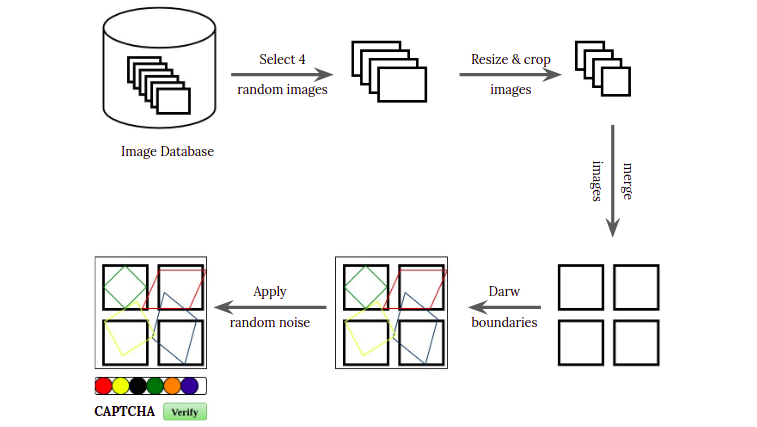 Select 4
random images
Resize & crop
images
Image Database
merge
images
Darw
boundaries
Apply
random noise
CAPTCHA
Verify